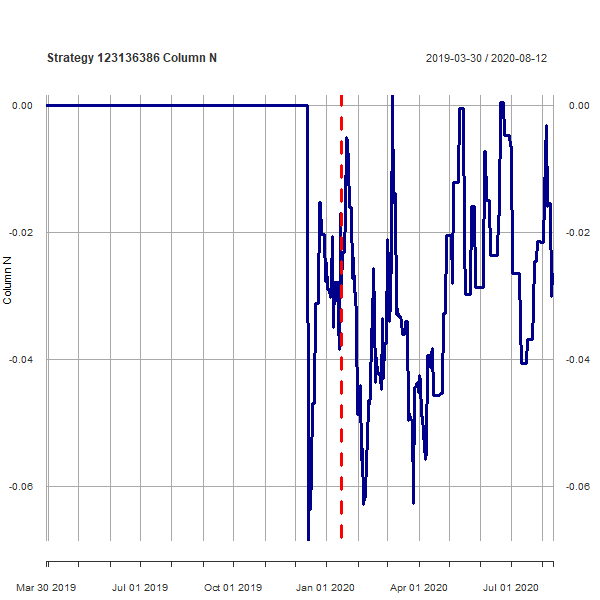 Strategy 123136386 Column N
2019-03-30 / 2020-08-12
0.00
0.00
-0.02
-0.02
Column N
-0.04
-0.04
-0.06
-0.06
Mar 30 2019
Jul 01 2019
Oct 01 2019
Jan 01 2020
Apr 01 2020
Jul 01 2020